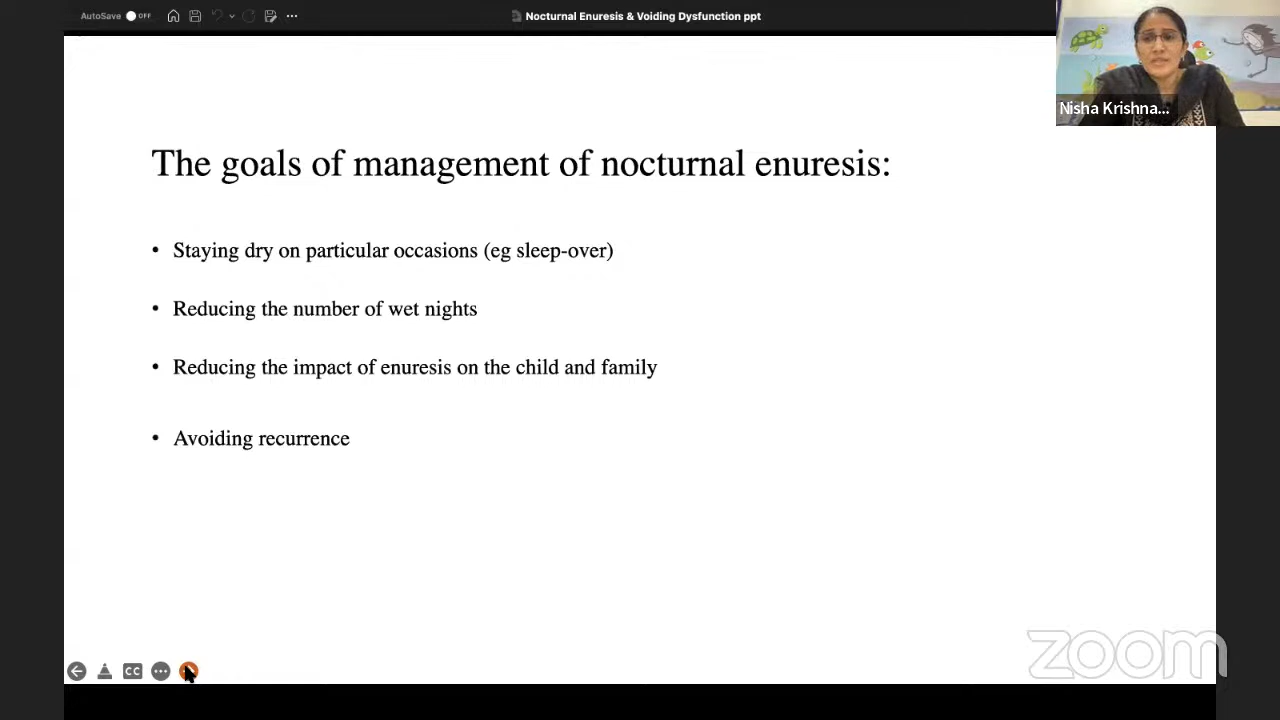 AutoSave OFF
Nocturnal Enuresis & Voiding Dysfunction ppt
Nisha Krishna...
The goals of management of nocturnal enuresis:
• Staying dry on particular occasions (eg sleep-over)
• Reducing the number of wet nights
• Reducing the impact of enuresis on the child and family
• Avoiding recurrence
CC
zoom